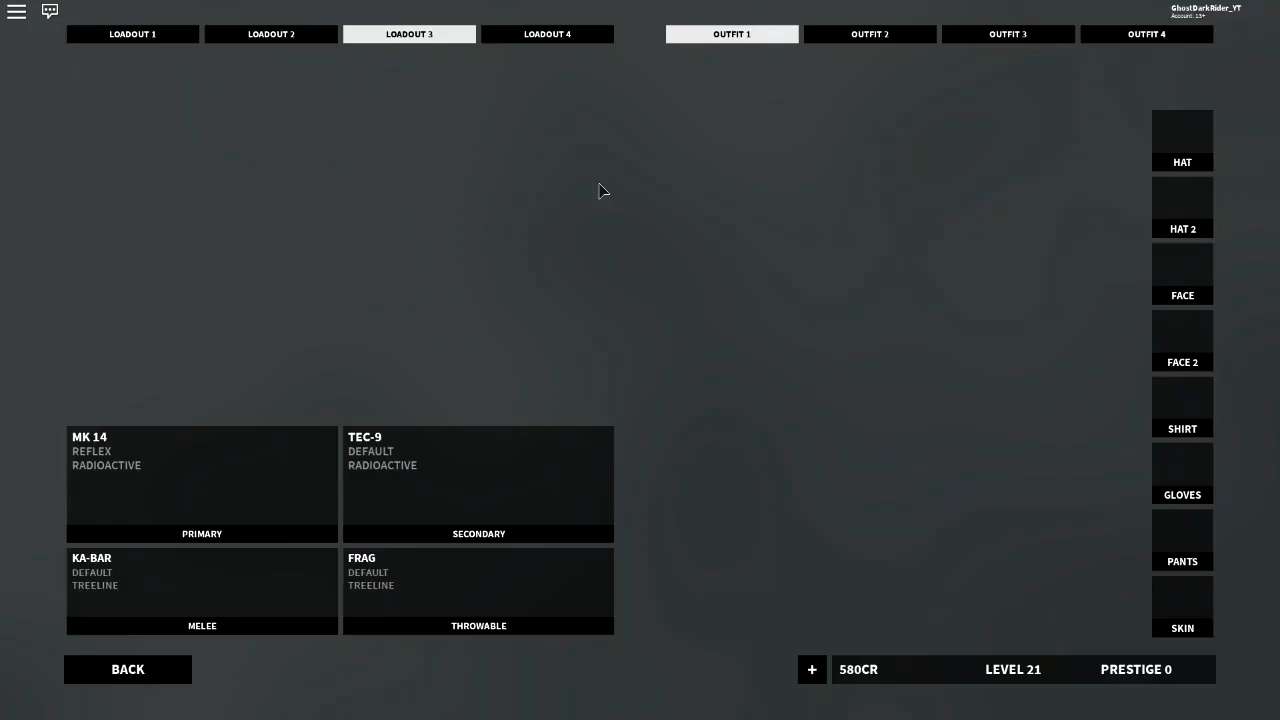 GhostDarkRider_YT
Account: 13+
LOADOUT 1 LOADOUT 2 LOADOUT 3 LOADOUT 4 OUTFIT 1 OUTFIT 2 OUTFIT 3 OUTFIT 4
HAT
HAT 2
FACE
FACE 2
SHIRT
GLOVES
PANTS
SKIN
MK 14
REFLEX
RADIOACTIVE
PRIMARY
TEC-9
DEFAULT
RADIOACTIVE
SECONDARY
KA-BAR
DEFAULT
TREELINE
MELEE
FRAG
DEFAULT
TREELINE
THROWABLE
BACK
+ 580CR LEVEL 21 PRESTIGE 0